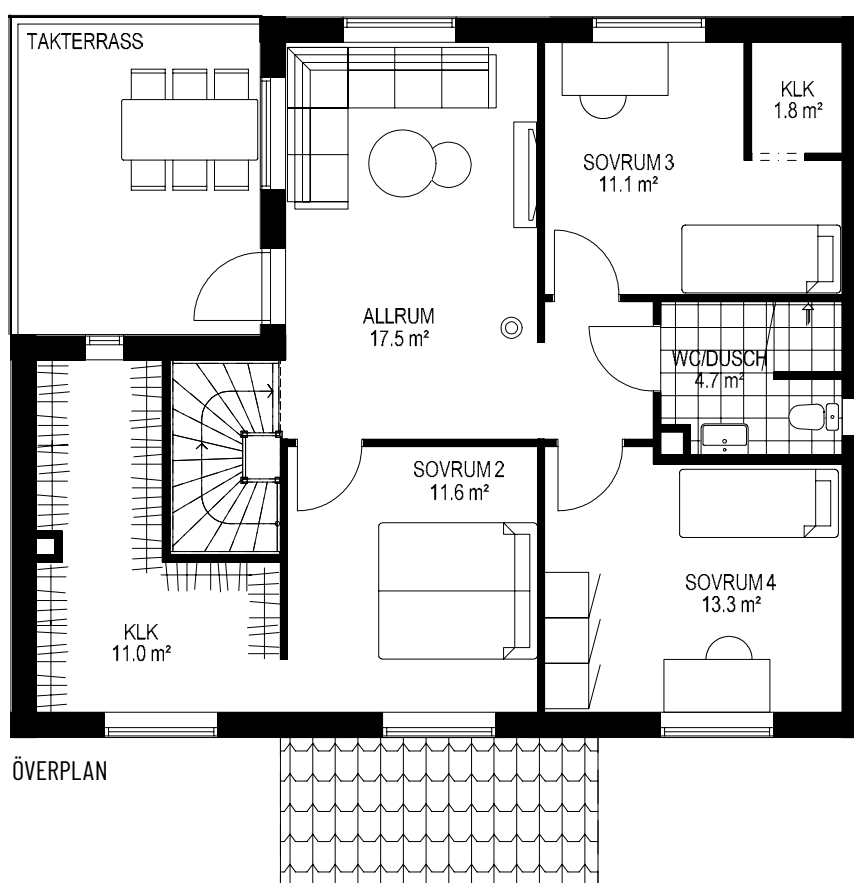 TAKTERRASS
KLK
1.8 m²
SOVRUM 3
11.1 m²
ALLRUM
17.5 m²
WC/DUSCH
4.7 m²
SOVRUM 2
11.6 m²
SOVRUM 4
13.3 m²
KLK
11.0 m²
ÖVERPLAN